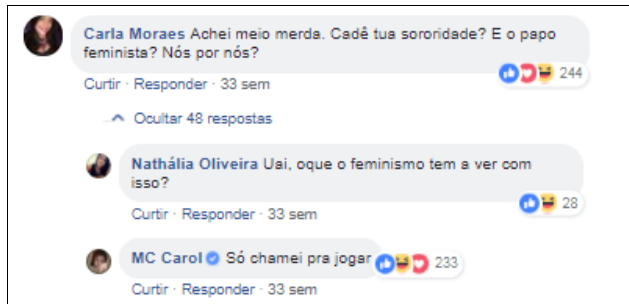 Carla Moraes Achei meio merda. Cadê tua sororidade? E o papo
feminista? Nós por nós?
244
Curtir · Responder · 33 sem
Ocultar 48 respostas
Nathália Oliveira Uai, oque o feminismo tem a ver com
isso?
28
Curtir · Responder · 33 sem
MC Carol Só chamei pra jogar
233
Curtir · Responder · 33 sem